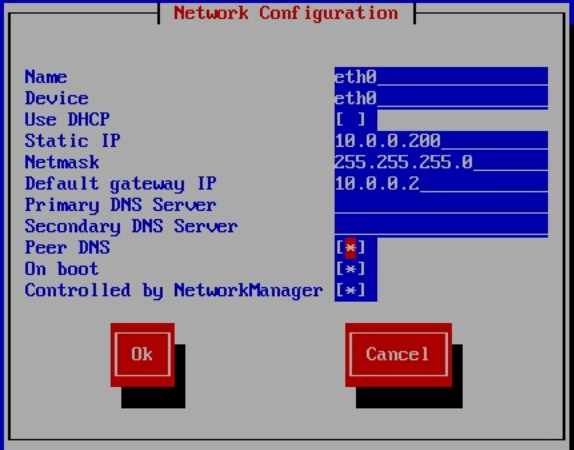 Network Configuration
Name eth0
Device eth0
Use DHCP [ ]
Static IP 10.0.0.200
Netmask 255.255.255.0
Default gateway IP 10.0.0.2
Primary DNS Server
Secondary DNS Server
Peer DNS [*]
On boot [*]
Controlled by NetworkManager [*]
Ok Cancel